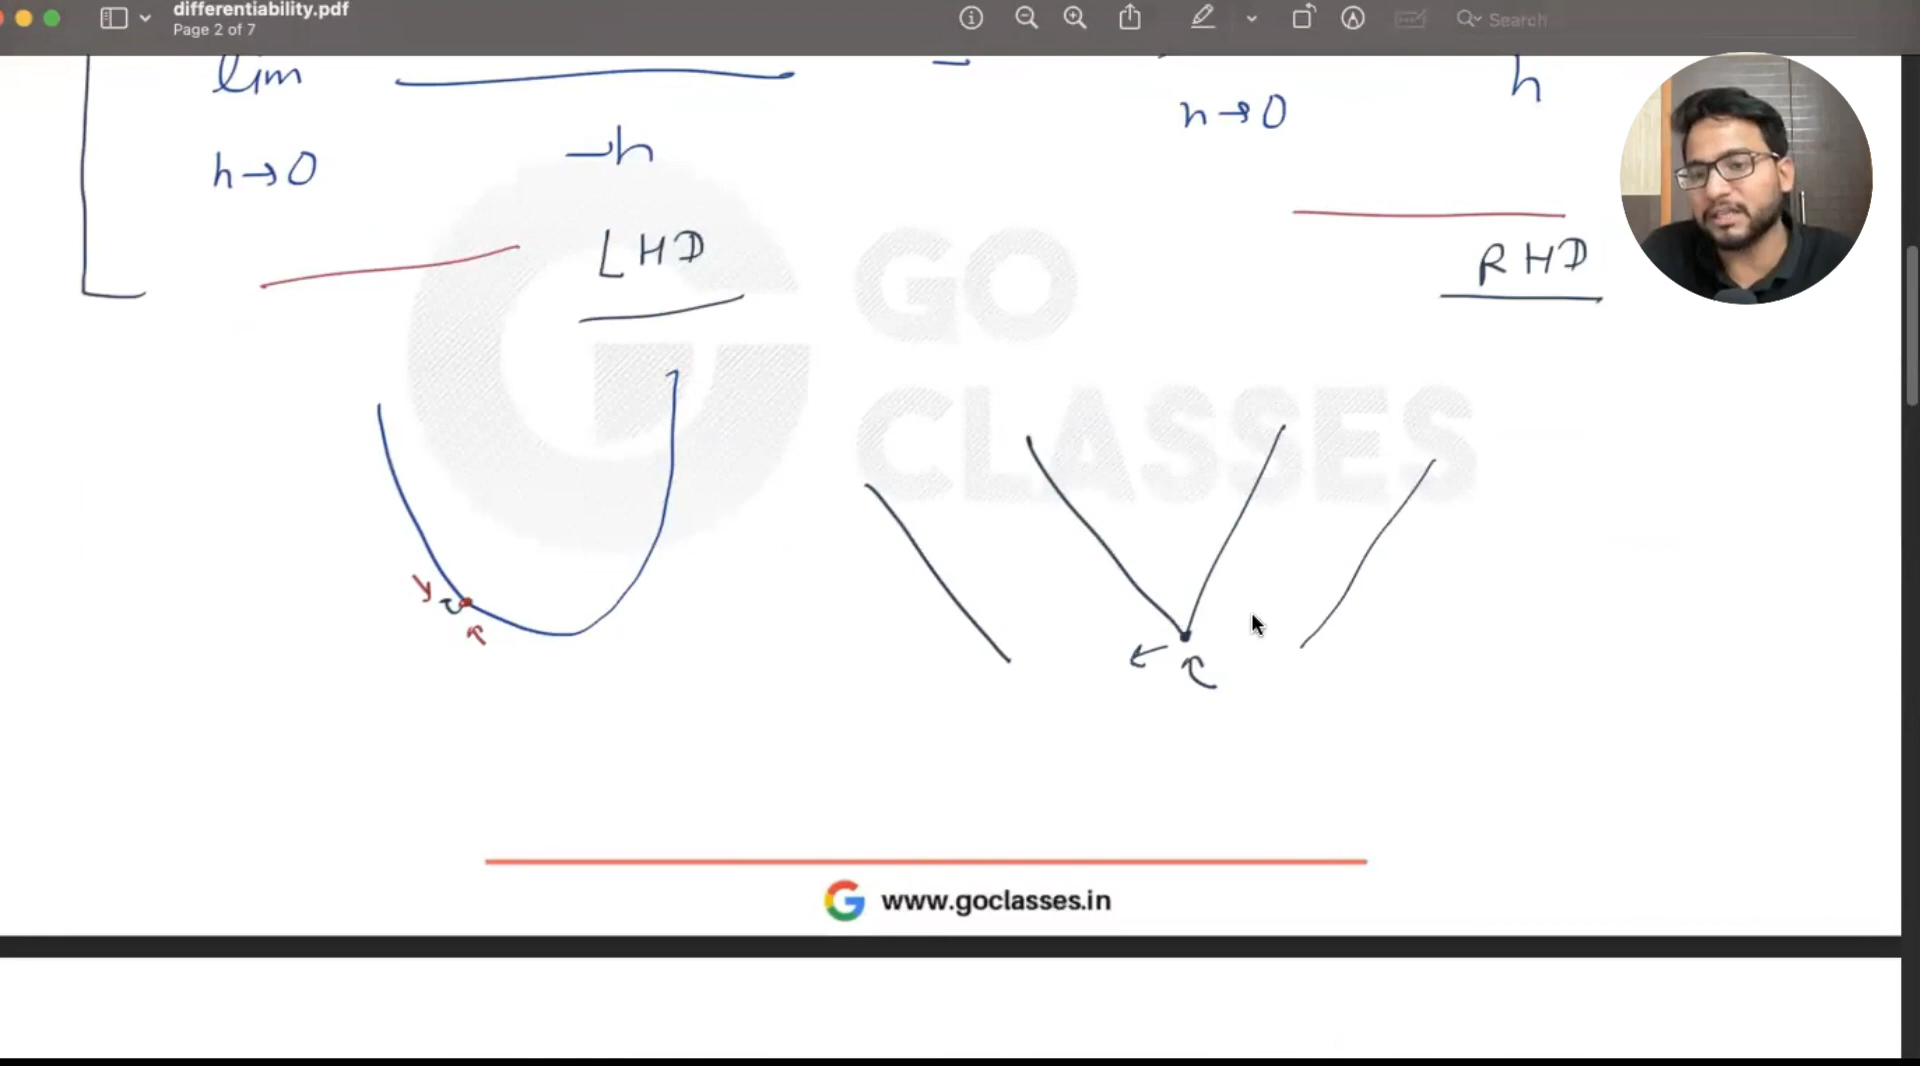 differentiability.pdf
Page 2 of 7
Search
lim
h→0
-h
LHD
h→0
h
RHD
GO
CLASSES
www.goclasses.in